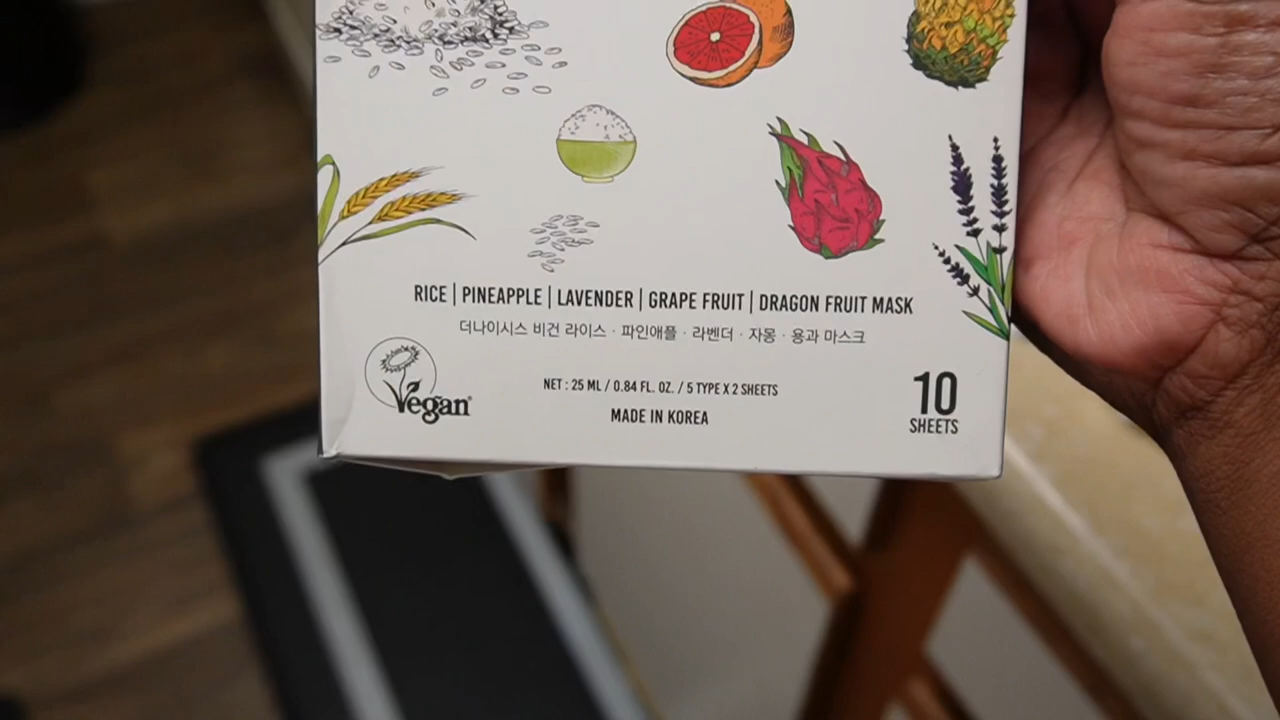 RICE | PINEAPPLE | LAVENDER | GRAPE FRUIT | DRAGON FRUIT MASK
더나이시스 비건 라이스 · 파인애플 · 라벤더 · 자몽 · 용과 마스크
Vegan
NET : 25 ML / 0.84 FL. OZ. / 5 TYPE X 2 SHEETS
MADE IN KOREA
10
SHEETS